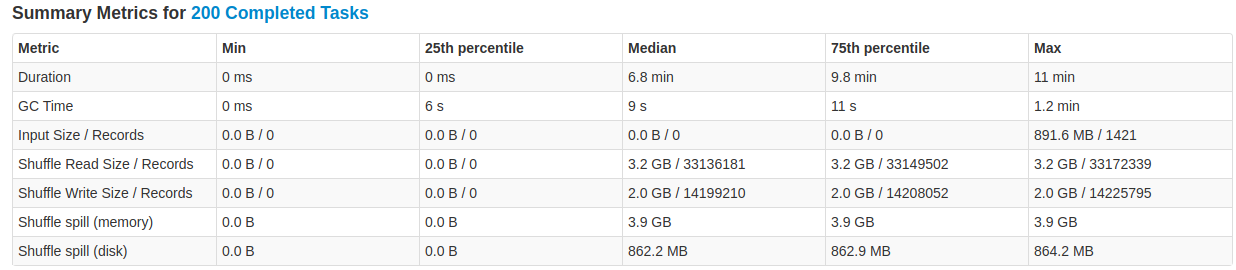 Summary Metrics for 200 Completed Tasks
Metric Min 25th percentile Median 75th percentile Max
Duration 0 ms 0 ms 6.8 min 9.8 min 11 min
GC Time 0 ms 6 s 9 s 11 s 1.2 min
Input Size / Records 0.0 B / 0 0.0 B / 0 0.0 B / 0 0.0 B / 0 891.6 MB / 1421
Shuffle Read Size / Records 0.0 B / 0 0.0 B / 0 3.2 GB / 33136181 3.2 GB / 33149502 3.2 GB / 33172339
Shuffle Write Size / Records 0.0 B / 0 0.0 B / 0 2.0 GB / 14199210 2.0 GB / 14208052 2.0 GB / 14225795
Shuffle spill (memory) 0.0 B 0.0 B 3.9 GB 3.9 GB 3.9 GB
Shuffle spill (disk) 0.0 B 0.0 B 862.2 MB 862.9 MB 864.2 MB